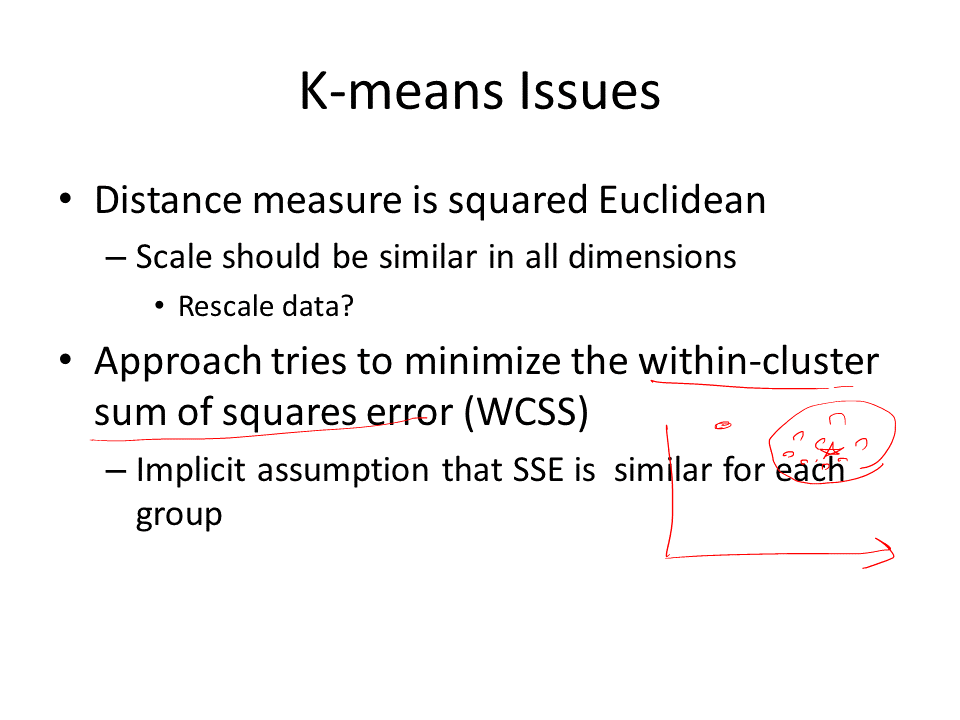 K-means Issues
• Distance measure is squared Euclidean
– Scale should be similar in all dimensions
• Rescale data?
• Approach tries to minimize the within-cluster
sum of squares error (WCSS)
– Implicit assumption that SSE is  similar for each
group